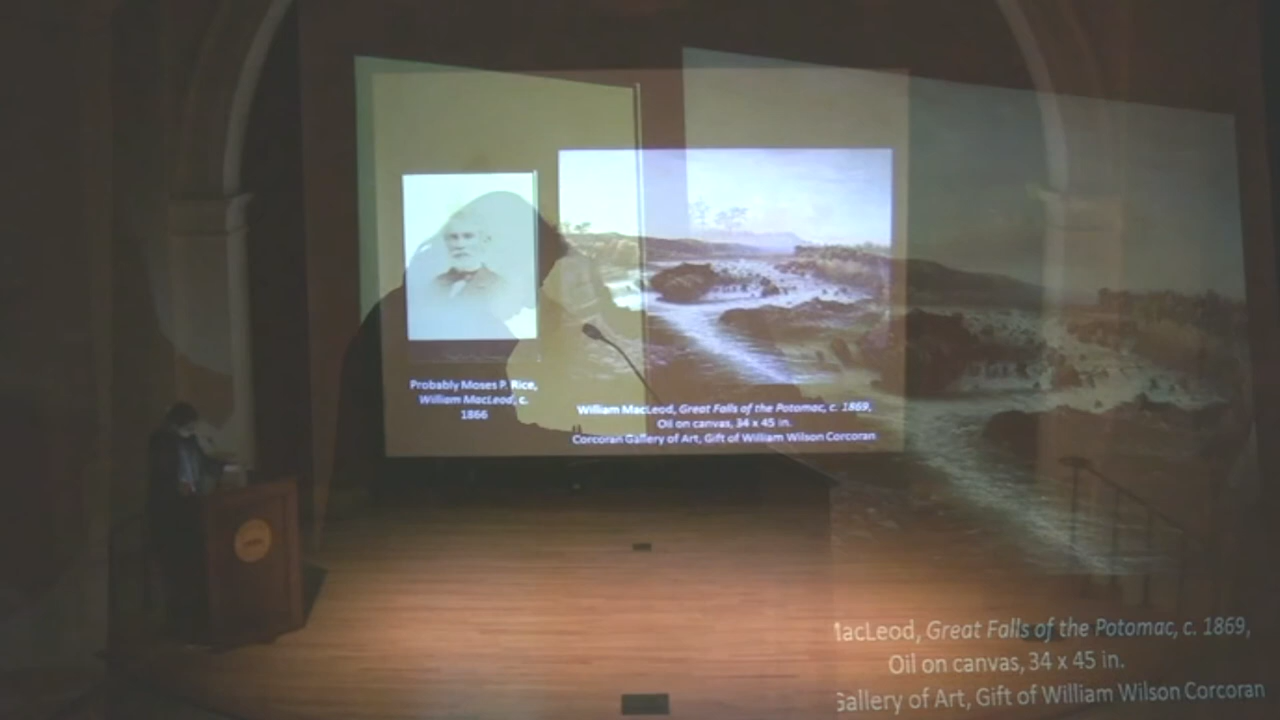 Probably Moses P. Rice,
William MacLeod, c.
1866
William MacLeod, Great Falls of the Potomac, c. 1869,
Oil on canvas, 34 x 45 in.
Corcoran Gallery of Art, Gift of William Wilson Corcoran
MacLeod, Great Falls of the Potomac, c. 1869,
Oil on canvas, 34 x 45 in.
Gallery of Art, Gift of William Wilson Corcoran